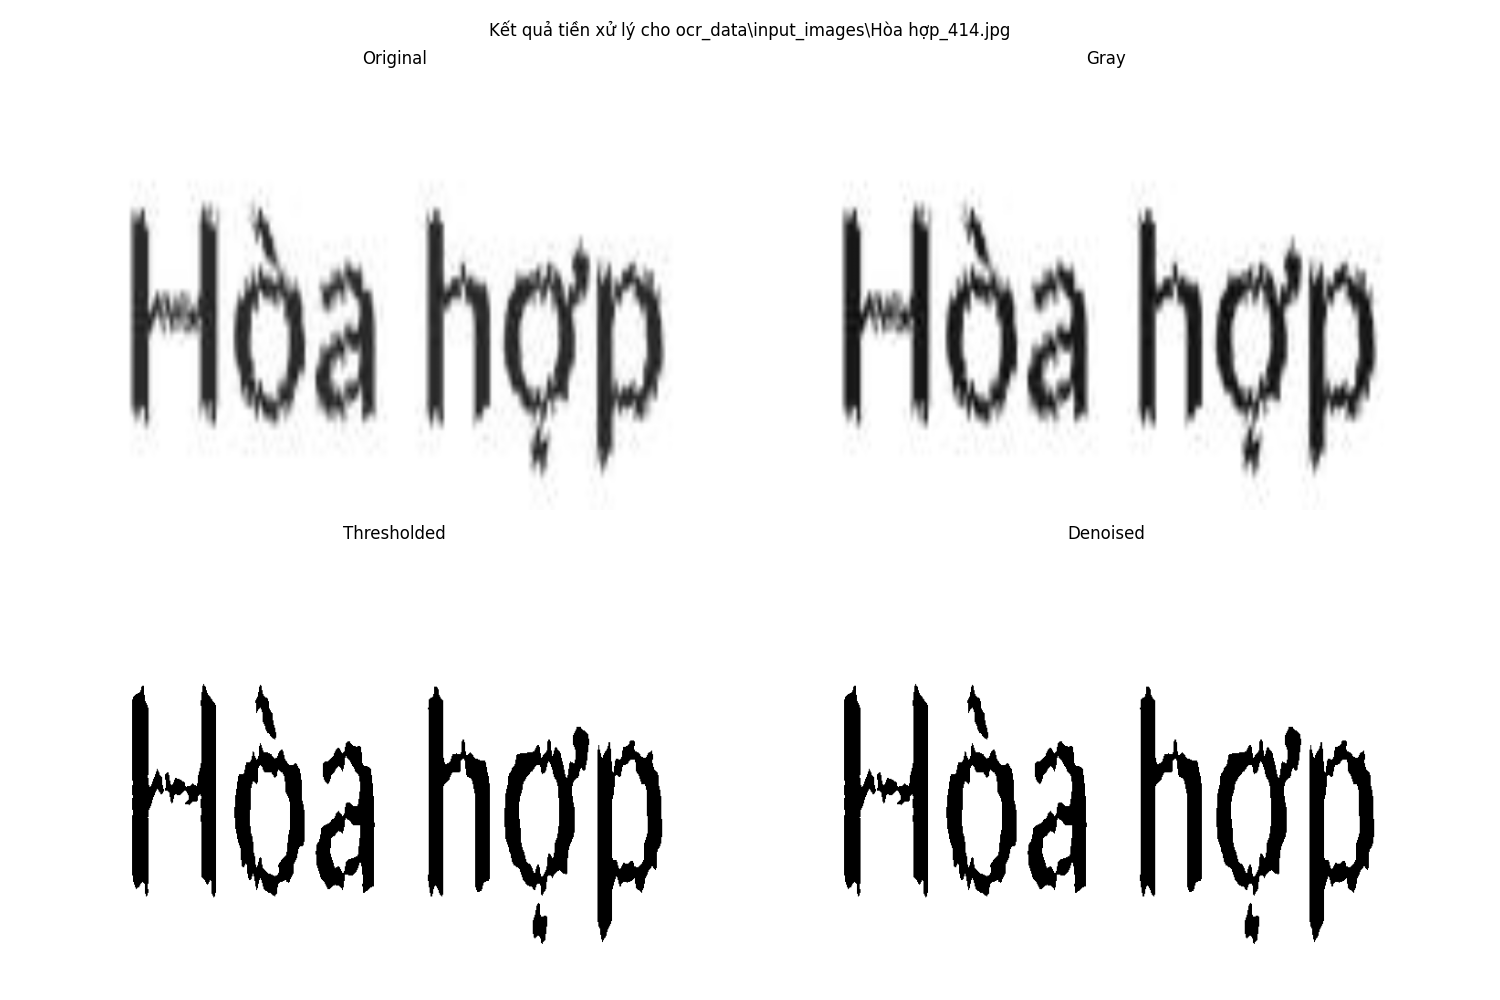 Kết quả tiền xử lý cho ocr_data\input_images\Hòa hợp_414.jpg
Original
Gray
Hòa hợp
Hòa hợp
Thresholded
Denoised
Hòa hợp
Hòa hợp